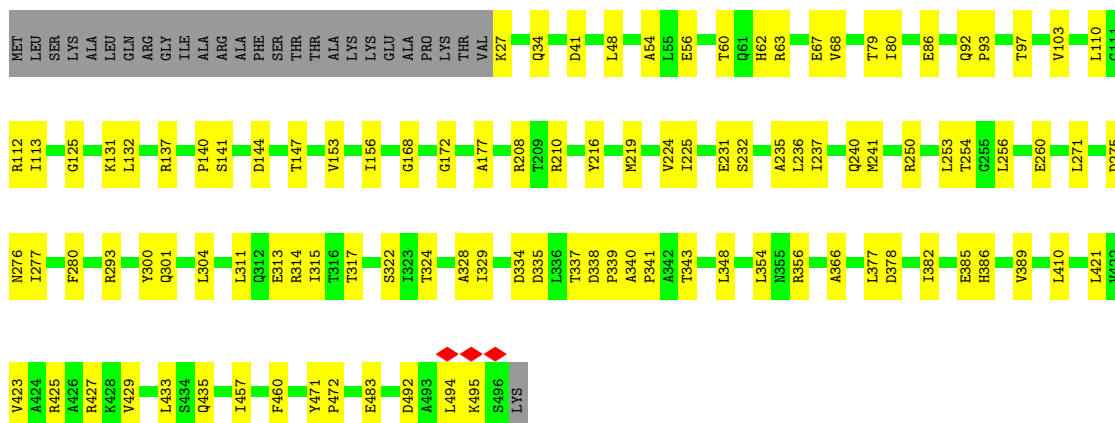 MET LEU SER LYS ALA LEU GLN ARG GLY ILE ALA ARG ALA PHE SER THR THR ALA LYS LYS GLU ALA PRO LYS THR VAL K27 Q34 D41 L48 A54 L55 E56 T60 Q61 H62 R63 E67 V68 T79 I80 E86 Q92 P93 T97 V103 L110 G111
R112 I113 G125 K131 L132 R137 P140 S141 D144 T147 V153 I156 G168 G172 A177 R208 T209 R210 Y216 M219 V224 I225 E231 S232 A235 L236 I237 Q240 M241 R250 L253 T254 G255 L256 E260 L271
N276 I277 F280 R293 Y300 Q301 L304 L311 Q312 E313 R314 I315 T316 T317 S322 I323 T324 A328 I329 D334 D335 L336 T337 D338 P339 A340 P341 A342 T343 L348 L354 N355 R356 A366 L377 D378 I382 E385 H386 V389 L410 L421
V423 A424 R425 A426 R427 K428 V429 L433 S434 Q435 I457 F460 Y471 P472 E483 D492 A493 L494 K495 S496 LYS